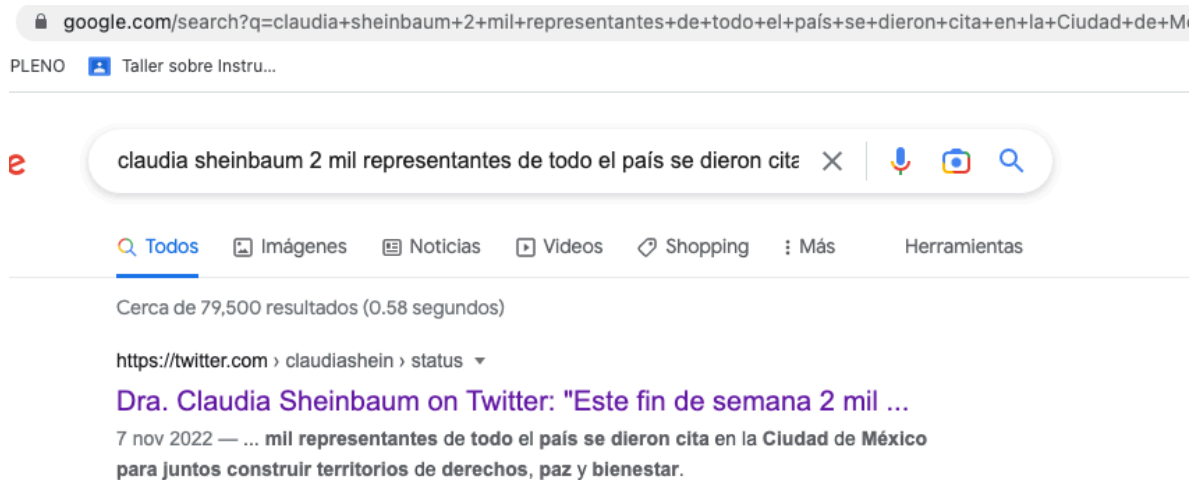 google.com/search?q=claudia+sheinbaum+2+mil+representantes+de+todo+el+país+se+dieron+cita+en+la+Ciudad+de+Mé
PLENO Taller sobre Instru...
e claudia sheinbaum 2 mil representantes de todo el país se dieron cita
Todos Imágenes Noticias Videos Shopping Más Herramientas
Cerca de 79,500 resultados (0.58 segundos)
https://twitter.com › claudiashein › status
Dra. Claudia Sheinbaum on Twitter: "Este fin de semana 2 mil ...
7 nov 2022 — ... mil representantes de todo el país se dieron cita en la Ciudad de México
para juntos construir territorios de derechos, paz y bienestar.